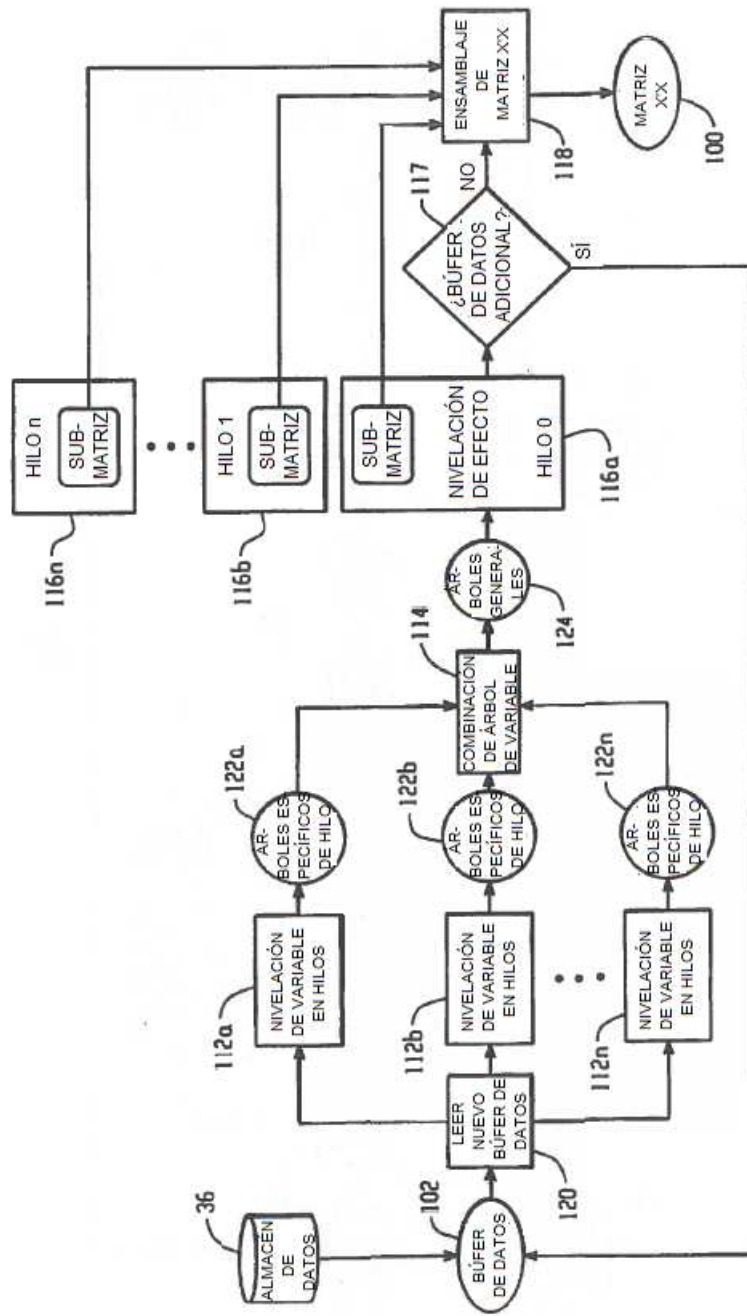 36
ALMACÉN
DE
DATOS
102
BÚFER
DE DATOS
LEER
NUEVO
BÚFER DE
DATOS
120
112a
NIVELACIÓN
DE VARIABLE
EN HILOS
112b
NIVELACIÓN
DE VARIABLE
EN HILOS
112n
NIVELACIÓN
DE VARIABLE
EN HILOS
122a
ÁR-
BOLES ES-
PECÍFICOS
DE HILO
122b
ÁR-
BOLES ES-
PECÍFICOS
DE HILO
122n
ÁR-
BOLES ES-
PECÍFICOS
DE HILO
114
COMBINACIÓN
DE ÁRBOL
DE VARIABLE
ÁR-
BOLES
GENERA-
LES
124
116n
HILO n
SUB-
MATRIZ
116b
HILO 1
SUB-
MATRIZ
SUB-
MATRIZ
NIVELACIÓN
DE EFECTO
HILO 0
116a
117
¿BÚFER
DE DATOS
ADICIONAL?
NO
SÍ
ENSAMBLAJE
DE
MATRIZ X'X
118
MATRIZ
X'X
100